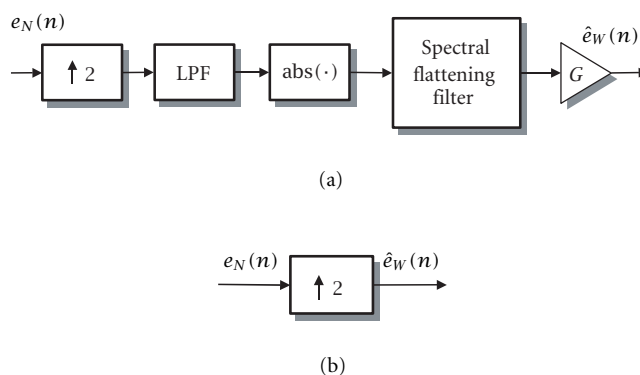 e_N(n)
↑ 2
LPF
abs(·)
Spectral
flattening
filter
G
ê_W(n)
(a)
e_N(n)
↑ 2
ê_W(n)
(b)